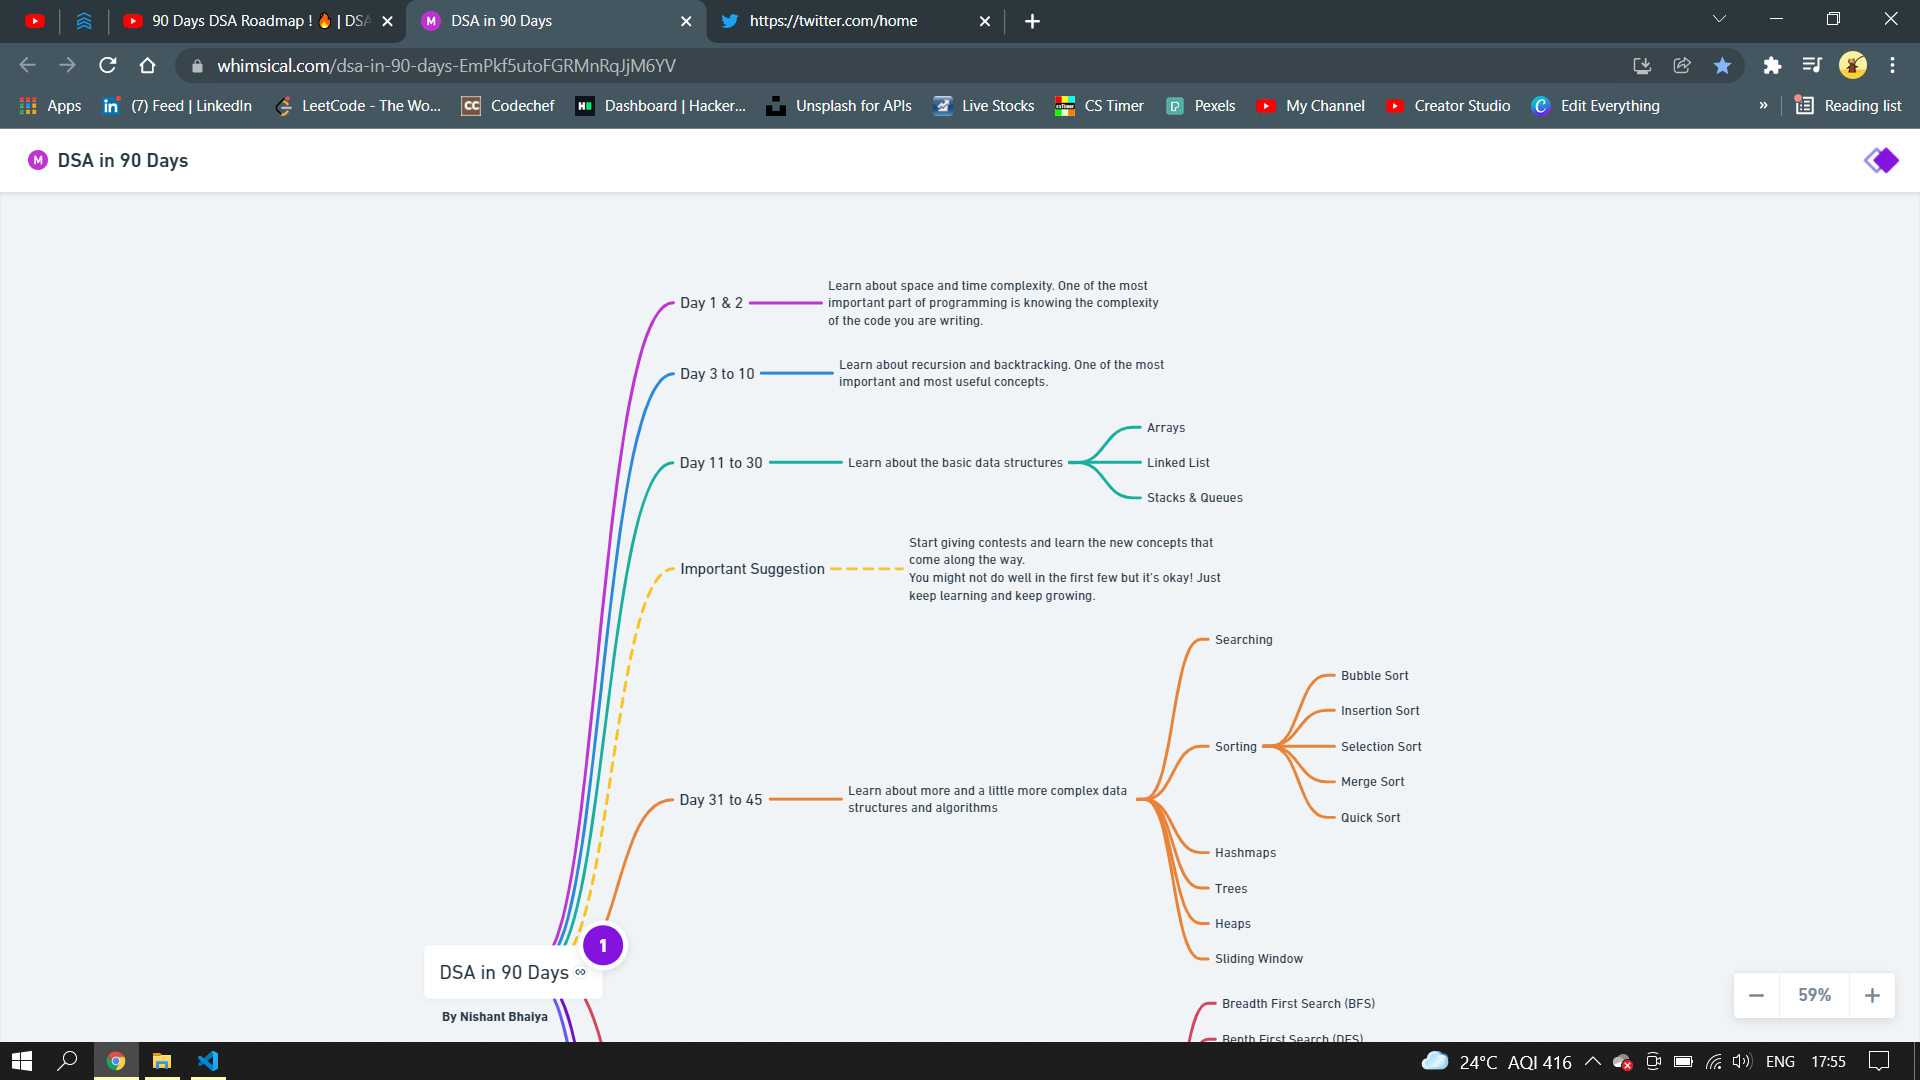 90 Days DSA Roadmap ! 🔥 | DSA
M DSA in 90 Days
https://twitter.com/home
whimsical.com/dsa-in-90-days-EmPkf5utoFGRMnRqJjM6YV
Apps
in (7) Feed | LinkedIn
LeetCode - The Wo...
CC Codechef
H Dashboard | Hacker...
Unsplash for APIs
Live Stocks
CS Timer
Pexels
My Channel
Creator Studio
C Edit Everything
»
Reading list
M DSA in 90 Days
Day 1 & 2
Learn about space and time complexity. One of the most
important part of programming is knowing the complexity
of the code you are writing.
Day 3 to 10
Learn about recursion and backtracking. One of the most
important and most useful concepts.
Day 11 to 30
Learn about the basic data structures
Arrays
Linked List
Stacks & Queues
Important Suggestion
Start giving contests and learn the new concepts that
come along the way.
You might not do well in the first few but it's okay! Just
keep learning and keep growing.
Day 31 to 45
Learn about more and a little more complex data
structures and algorithms
Searching
Sorting
Bubble Sort
Insertion Sort
Selection Sort
Merge Sort
Quick Sort
Hashmaps
Trees
Heaps
Sliding Window
1
DSA in 90 Days
By Nishant Bhaiya
Breadth First Search (BFS)
Depth First Search (DFS)
59%
24°C AQI 416
ENG
17:55